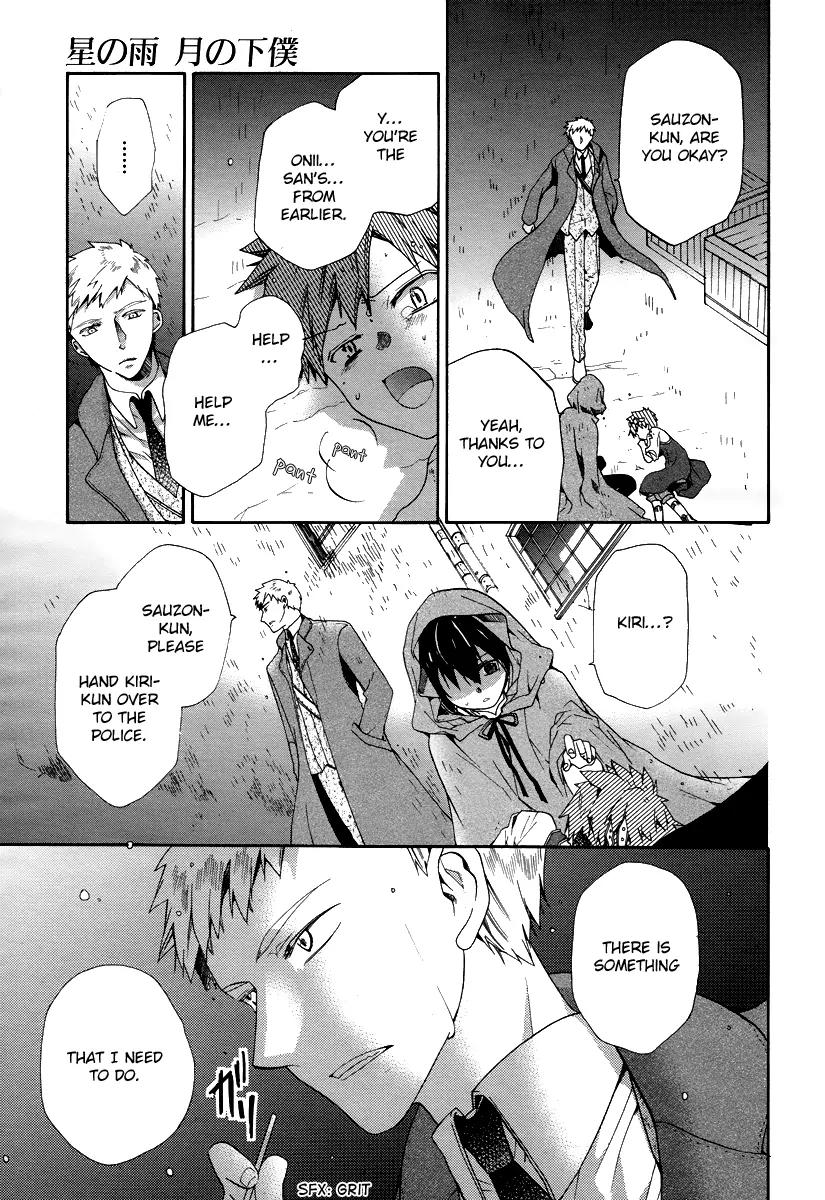 星の雨 月の下僕
SAUZON-
KUN, ARE
YOU OKAY?
YEAH,
THANKS TO
YOU...
Y...
YOU'RE
THE
ONII...
SAN'S...
FROM
EARLIER.
HELP
...
HELP
ME...
pant
pant
......
KIRI...?
SAUZON-
KUN,
PLEASE
HAND KIRI-
KUN OVER
TO THE
POLICE.
THERE IS
SOMETHING
THAT I NEED
TO DO.
ガリ
SFX: CRIT